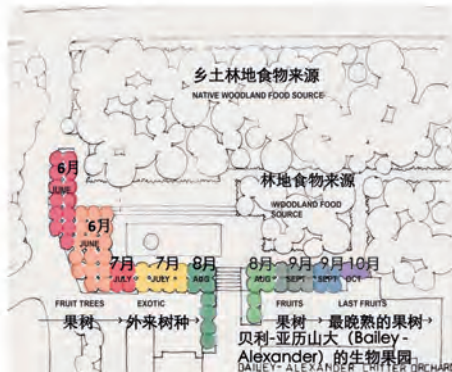 乡土林地食物来源
NATIVE WOODLAND FOOD SOURCE
林地食物来源
WOODLAND FOOD
SOURCE
6月
JUNE
6月
JUNE
7月 7月 8月 8月 9月 9月 10月
JULY JULY AUG AUG SEPT SEPT OCT
FRUIT TREES EXOTIC FRUITS LAST FRUITS
果树 外来树种 果树 最晚熟的果树
贝利-亚历山大（Bailey-
Alexander）的生物果园
BAILEY-ALEXANDER CRITTER ORCHARD